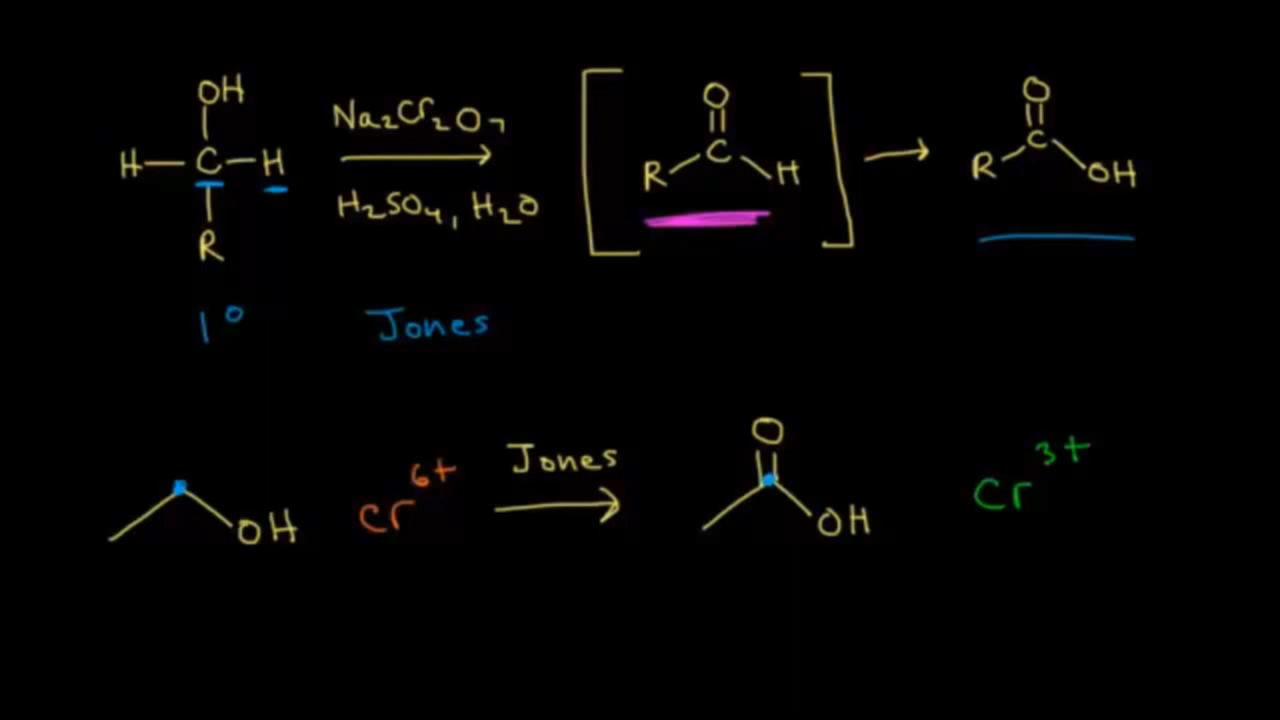 OH O O
Na₂Cr₂O₇
H—C—H R C H R C OH
H₂SO₄, H₂O
R
1° Jones
O
Jones
OH Cr⁶⁺ OH Cr³⁺